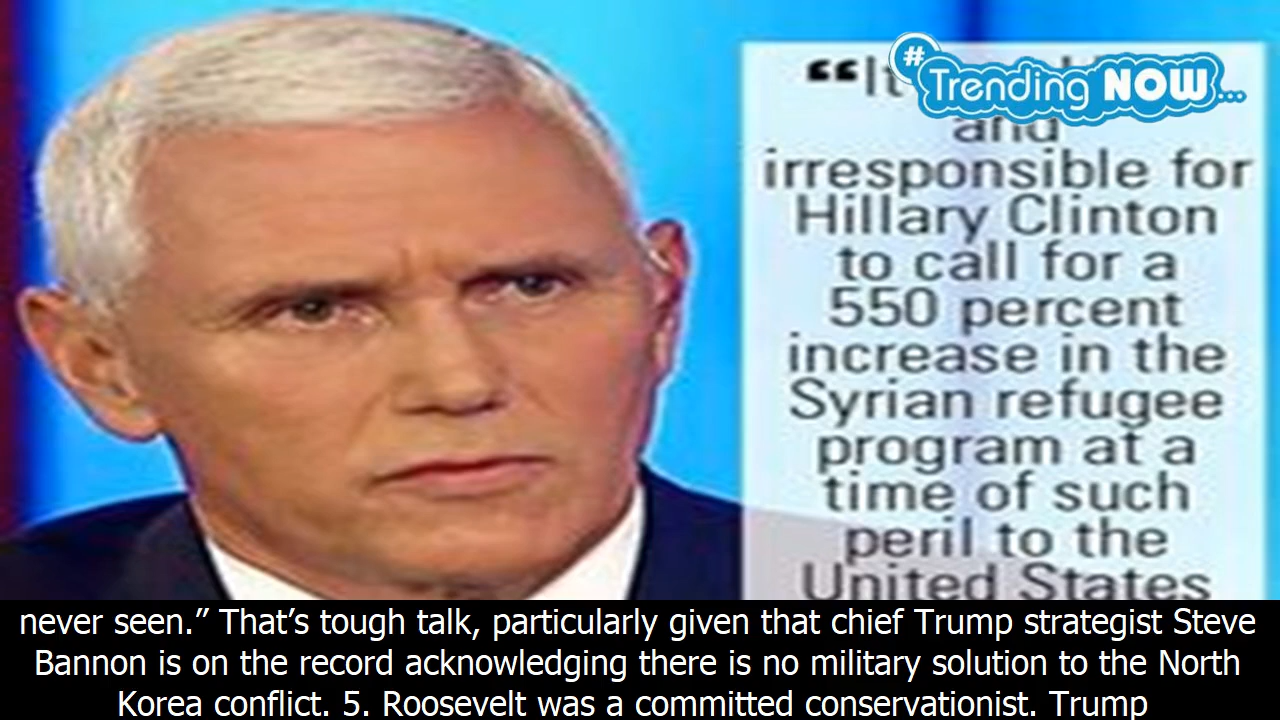 # Trending NOW...
“It
and
irresponsible for
Hillary Clinton
to call for a
550 percent
increase in the
Syrian refugee
program at a
time of such
peril to the
United States
never seen.” That’s tough talk, particularly given that chief Trump strategist Steve
Bannon is on the record acknowledging there is no military solution to the North
Korea conflict. 5. Roosevelt was a committed conservationist. Trump